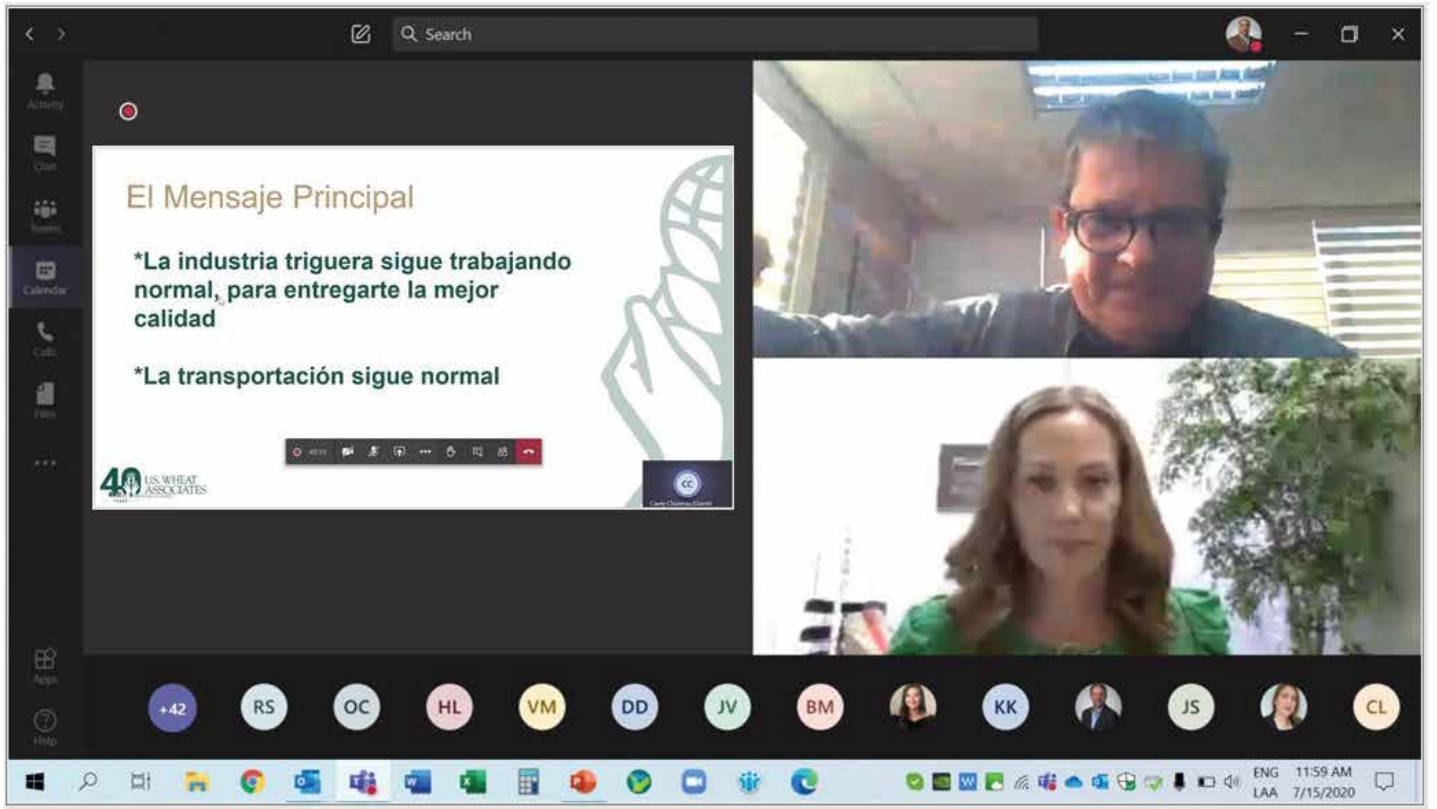 Search
Activity
Chat
Teams
Calendar
Calls
Files
Apps
Help
El Mensaje Principal
*La industria triguera sigue trabajando
normal, para entregarte la mejor
calidad
*La transportación sigue normal
40 U.S. WHEAT
ASSOCIATES
CC
+42
RS
OC
HL
VM
DD
JV
BM
KK
JS
CL
ENG
LAA
11:59 AM
7/15/2020